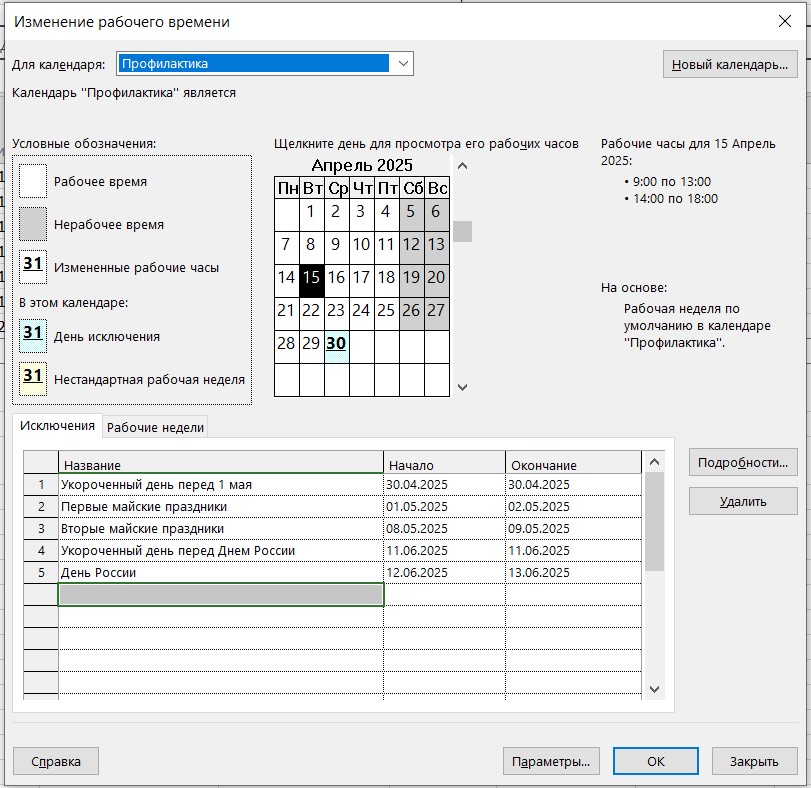 Изменение рабочего времени
Для календаря: Профилактика Новый календарь...
Календарь "Профилактика" является
Условные обозначения:
Рабочее время
Нерабочее время
31 Измененные рабочие часы
В этом календаре:
31 День исключения
31 Нестандартная рабочая неделя
Щелкните день для просмотра его рабочих часов
Апрель 2025
Пн Вт Ср Чт Пт Сб Вс
1 2 3 4 5 6
7 8 9 10 11 12 13
14 15 16 17 18 19 20
21 22 23 24 25 26 27
28 29 30
Рабочие часы для 15 Апрель
2025:
• 9:00 по 13:00
• 14:00 по 18:00
На основе:
Рабочая неделя по
умолчанию в календаре
"Профилактика".
Исключения Рабочие недели
Название Начало Окончание
1 Укороченный день перед 1 мая 30.04.2025 30.04.2025
2 Первые майские праздники 01.05.2025 02.05.2025
3 Вторые майские праздники 08.05.2025 09.05.2025
4 Укороченный день перед Днем России 11.06.2025 11.06.2025
5 День России 12.06.2025 13.06.2025
Подробности...
Удалить
Справка Параметры... ОК Закрыть